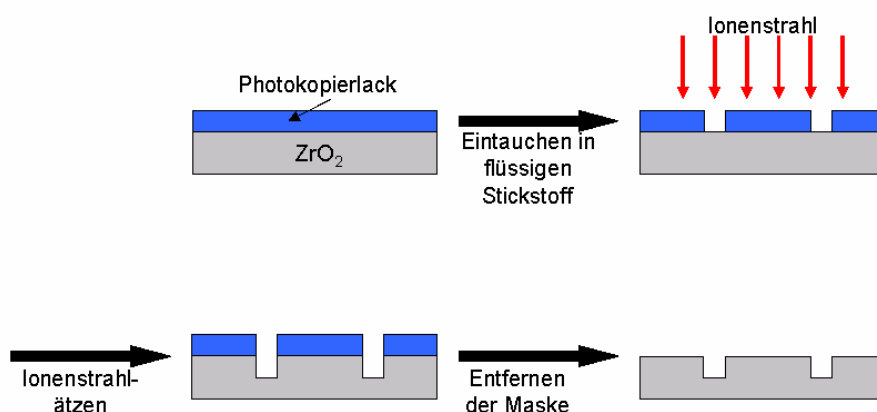 Ionenstrahl
Photokopierlack
ZrO₂
Eintauchen in
flüssigen
Stickstoff
Ionenstrahl-
ätzen
Entfernen
der Maske